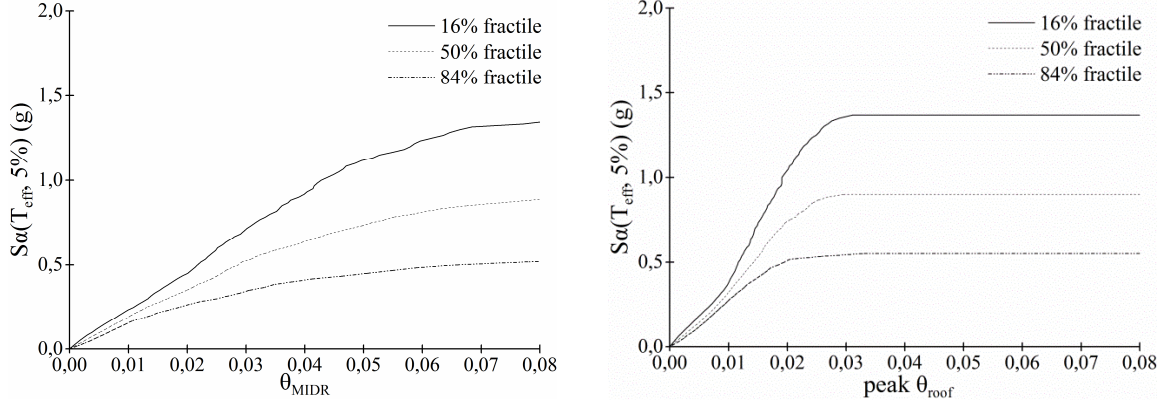 2,0
1,5
1,0
0,5
0,0
Sα(Teff, 5%) (g)
16% fractile
50% fractile
84% fractile
0,00 0,01 0,02 0,03 0,04 0,05 0,06 0,07 0,08
θMIDR
2,0
1,5
1,0
0,5
0,0
Sα(Teff, 5%) (g)
16% fractile
50% fractile
84% fractile
0,00 0,01 0,02 0,03 0,04 0,05 0,06 0,07 0,08
peak θroof